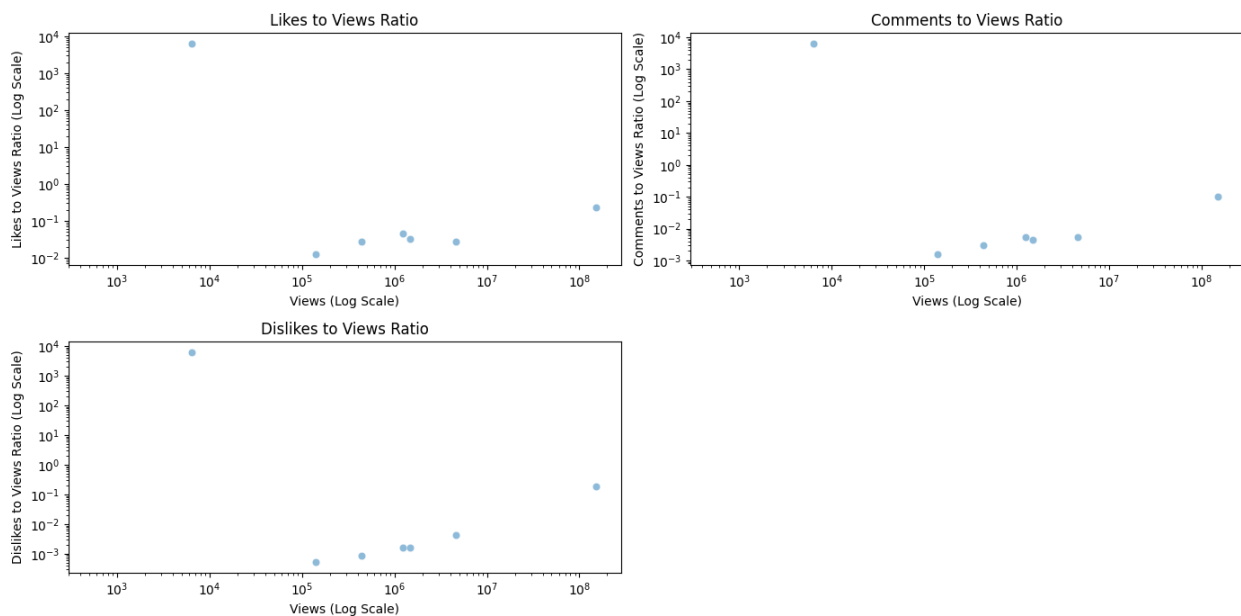 Likes to Views Ratio
Likes to Views Ratio (Log Scale)
10⁴
10³
10²
10¹
10⁰
10⁻¹
10⁻²
10³ 10⁴ 10⁵ 10⁶ 10⁷ 10⁸
Views (Log Scale)
Comments to Views Ratio
Comments to Views Ratio (Log Scale)
10⁴
10³
10²
10¹
10⁰
10⁻¹
10⁻²
10⁻³
10³ 10⁴ 10⁵ 10⁶ 10⁷ 10⁸
Views (Log Scale)
Dislikes to Views Ratio
Dislikes to Views Ratio (Log Scale)
10⁴
10³
10²
10¹
10⁰
10⁻¹
10⁻²
10⁻³
10³ 10⁴ 10⁵ 10⁶ 10⁷ 10⁸
Views (Log Scale)